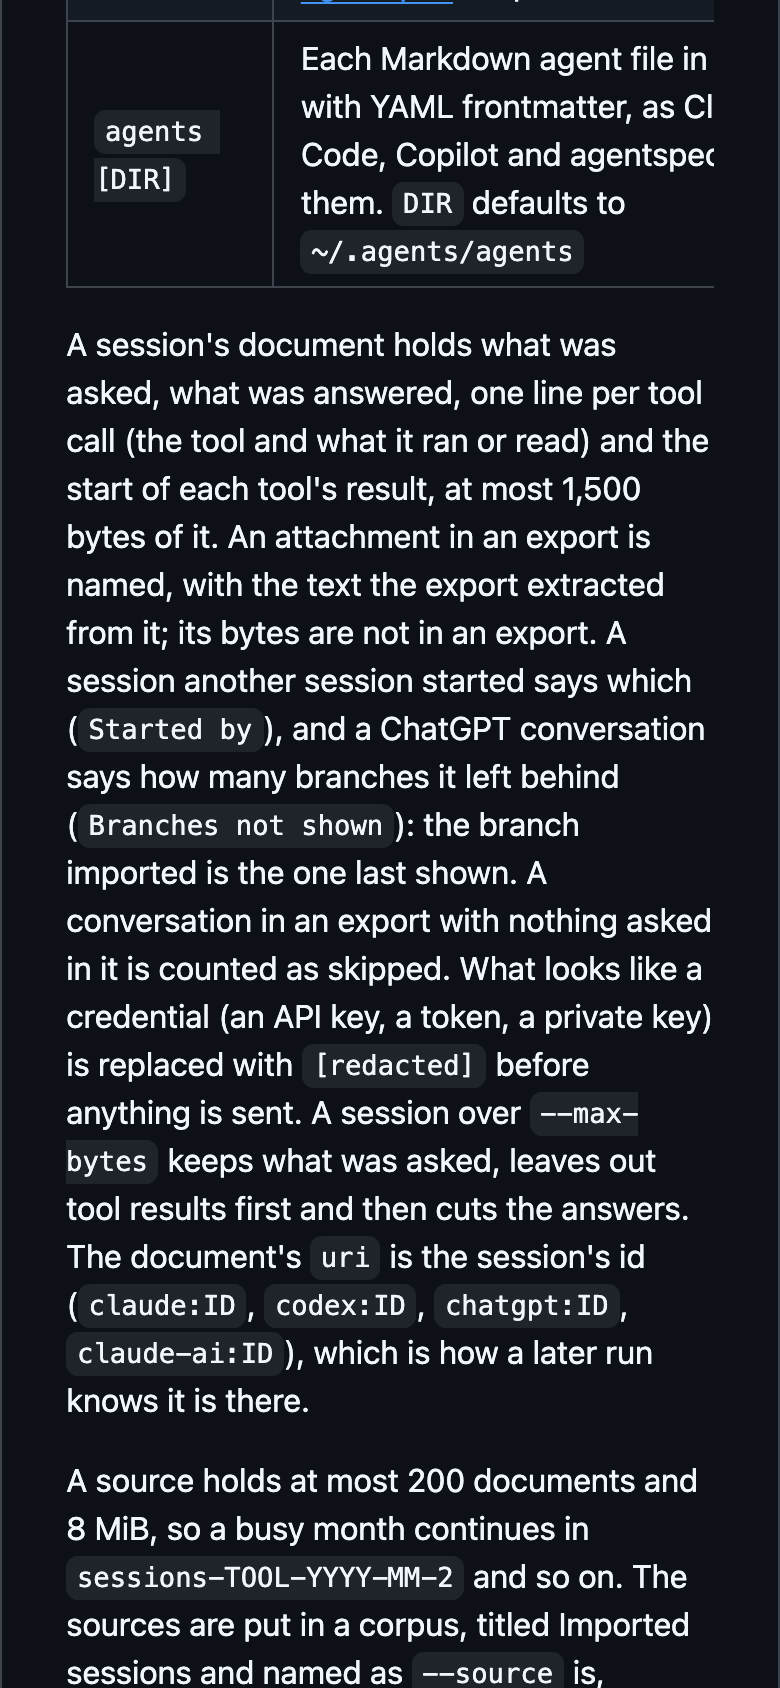 agents
[DIR]
Each Markdown agent file in
with YAML frontmatter, as Cl
Code, Copilot and agentspec
them. DIR defaults to
~/.agents/agents
A session's document holds what was
asked, what was answered, one line per tool
call (the tool and what it ran or read) and the
start of each tool's result, at most 1,500
bytes of it. An attachment in an export is
named, with the text the export extracted
from it; its bytes are not in an export. A
session another session started says which
(Started by), and a ChatGPT conversation
says how many branches it left behind
(Branches not shown): the branch
imported is the one last shown. A
conversation in an export with nothing asked
in it is counted as skipped. What looks like a
credential (an API key, a token, a private key)
is replaced with [redacted] before
anything is sent. A session over --max-
bytes keeps what was asked, leaves out
tool results first and then cuts the answers.
The document's uri is the session's id
(claude:ID, codex:ID, chatgpt:ID,
claude-ai:ID), which is how a later run
knows it is there.
A source holds at most 200 documents and
8 MiB, so a busy month continues in
sessions-TOOL-YYYY-MM-2 and so on. The
sources are put in a corpus, titled Imported
sessions and named as --source is,